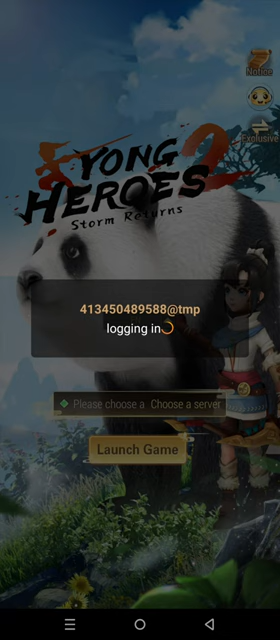 Notice
Exclusive
YONG
HEROES 2
Storm Returns
413450489588@tmp
logging in
Please choose a Choose a server
Launch Game